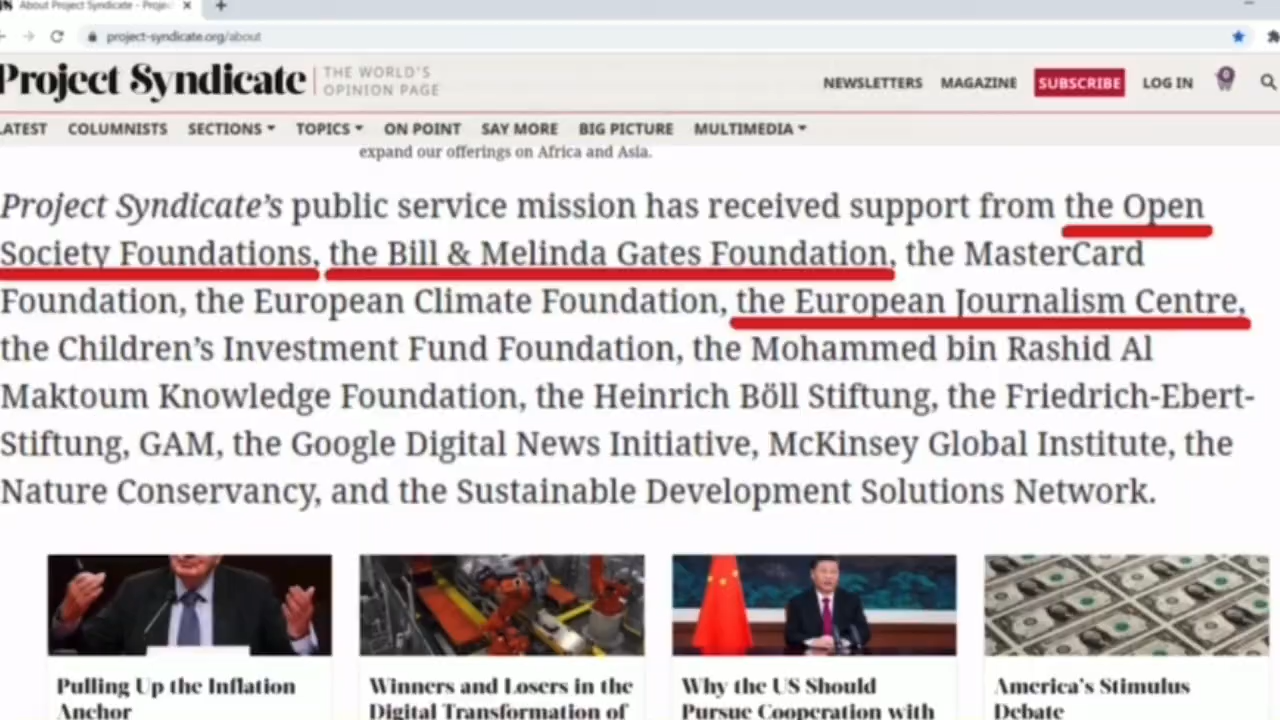 About Project Syndicate - Proje
project-syndicate.org/about
Project Syndicate
THE WORLD'S
OPINION PAGE
NEWSLETTERS MAGAZINE SUBSCRIBE LOG IN 0
LATEST COLUMNISTS SECTIONS TOPICS ON POINT SAY MORE BIG PICTURE MULTIMEDIA
expand our offerings on Africa and Asia.
Project Syndicate's public service mission has received support from the Open
Society Foundations, the Bill & Melinda Gates Foundation, the MasterCard
Foundation, the European Climate Foundation, the European Journalism Centre,
the Children's Investment Fund Foundation, the Mohammed bin Rashid Al
Maktoum Knowledge Foundation, the Heinrich Böll Stiftung, the Friedrich-Ebert-
Stiftung, GAM, the Google Digital News Initiative, McKinsey Global Institute, the
Nature Conservancy, and the Sustainable Development Solutions Network.
Pulling Up the Inflation
Anchor
Winners and Losers in the
Digital Transformation of
Why the US Should
Pursue Cooperation with
America's Stimulus
Debate